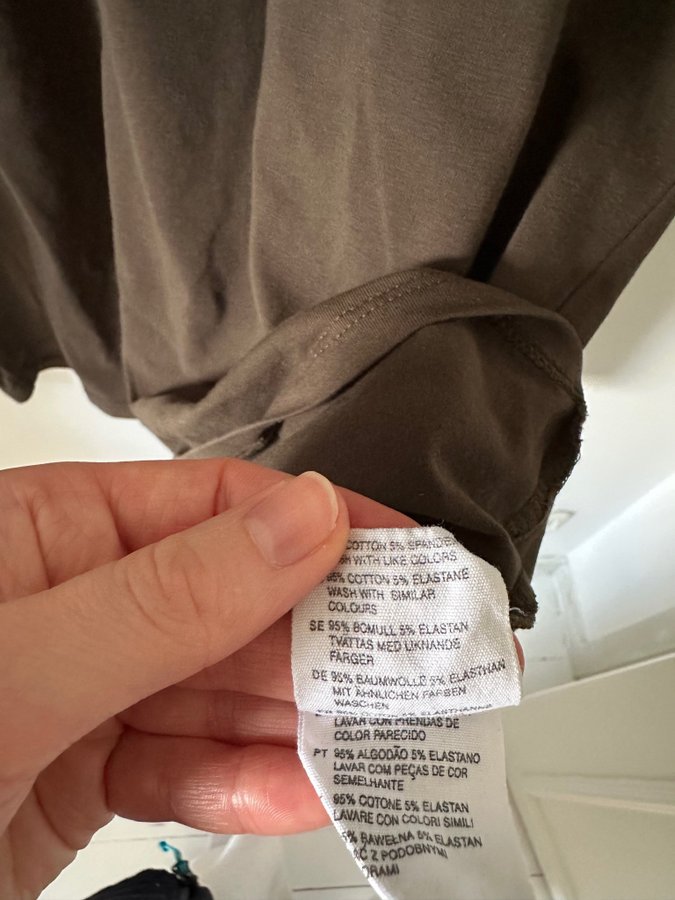 COTTON 5% SPANDE
WITH LIKE COLORS
95% COTTON 5% ELASTANE
WASH WITH SIMILAR
COLOURS
SE 95% BOMULL 5% ELASTAN
TVÄTTAS MED LIKNANDE
FÄRGER
DE 95% BAUMWOLLE 5% ELASTHAN
MIT ÄHNLICHEN FARBEN
WASCHEN
LAVAR CON PRENDAS DE
COLOR PARECIDO
PT 95% ALGODÃO 5% ELASTANO
LAVAR COM PEÇAS DE COR
SEMELHANTE
95% COTONE 5% ELASTAN
LAVARE CON COLORI SIMILI
5% BAWEŁNA 5% ELASTAN
Z PODOBNYMI